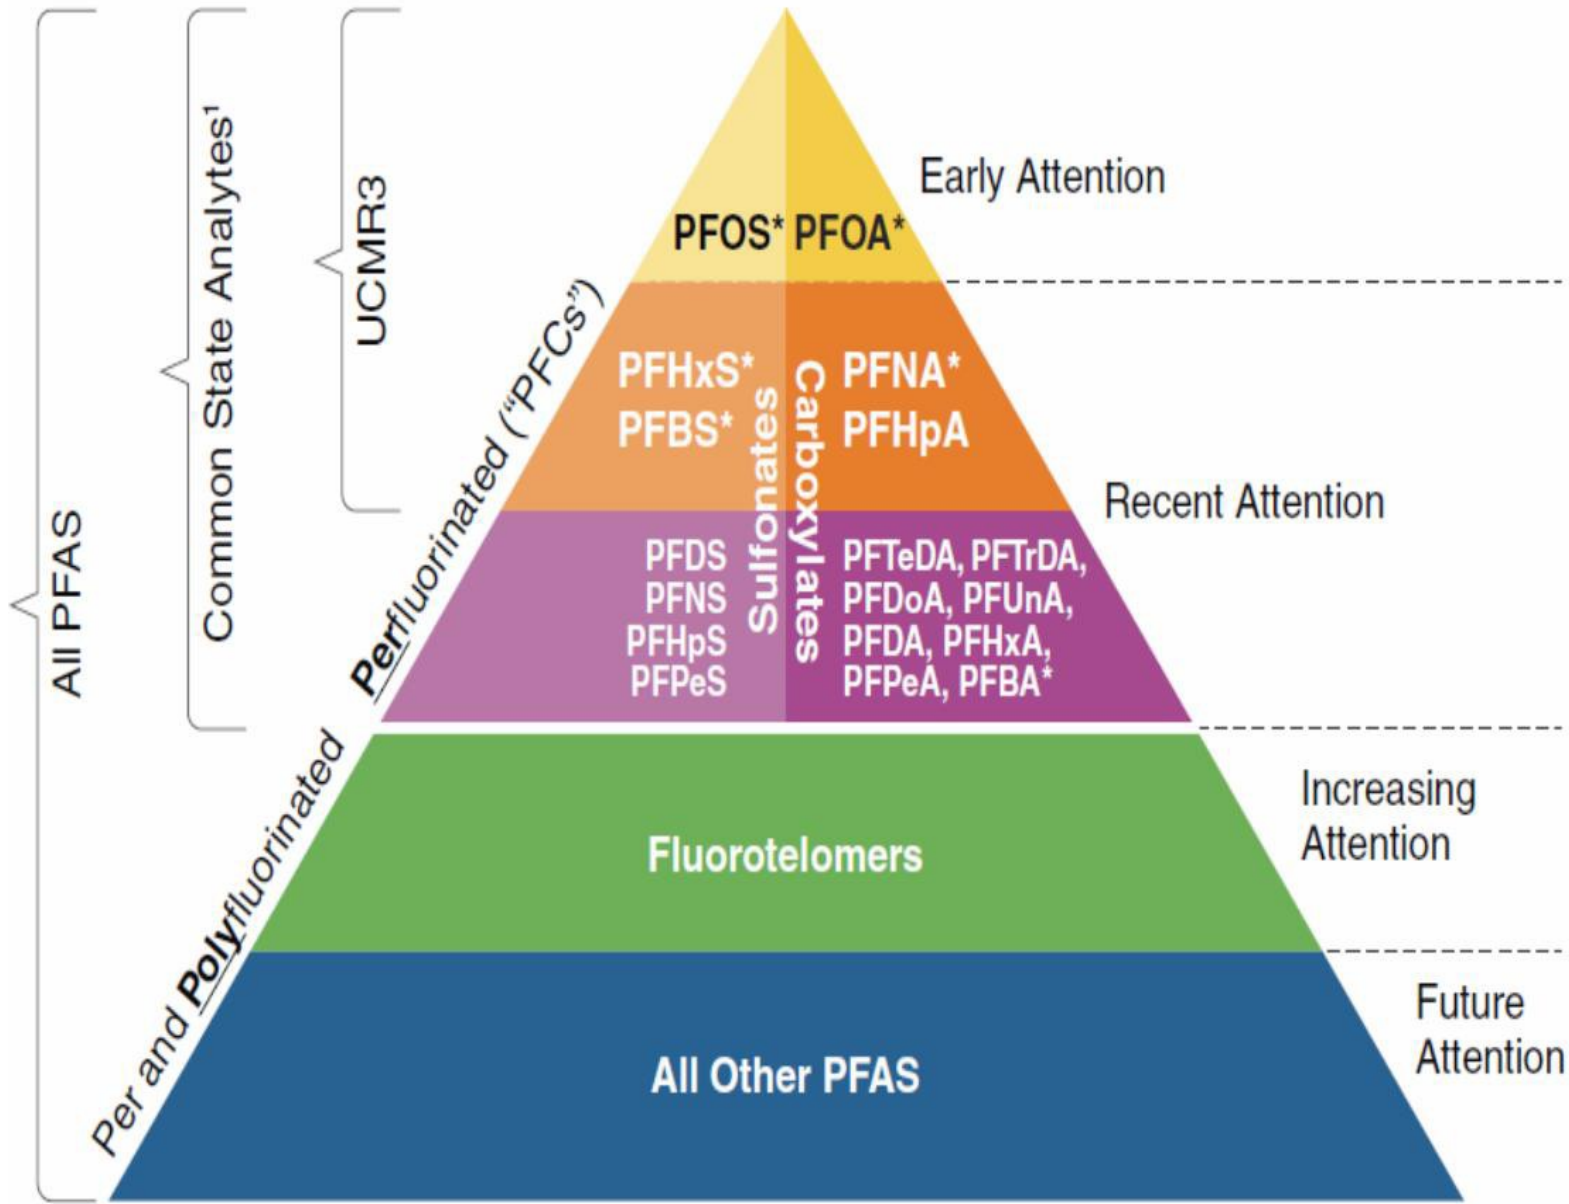 All PFAS
Common State Analytes¹
UCMR3
Perfluorinated (“PFCs”)
Per and Polyfluorinated
PFOS* PFOA*
Early Attention
Sulfonates
Carboxylates
PFHxS*
PFBS*
PFNA*
PFHpA
Recent Attention
PFDS
PFNS
PFHpS
PFPeS
PFTeDA, PFTrDA,
PFDoA, PFUnA,
PFDA, PFHxA,
PFPeA, PFBA*
Fluorotelomers
Increasing
Attention
All Other PFAS
Future
Attention